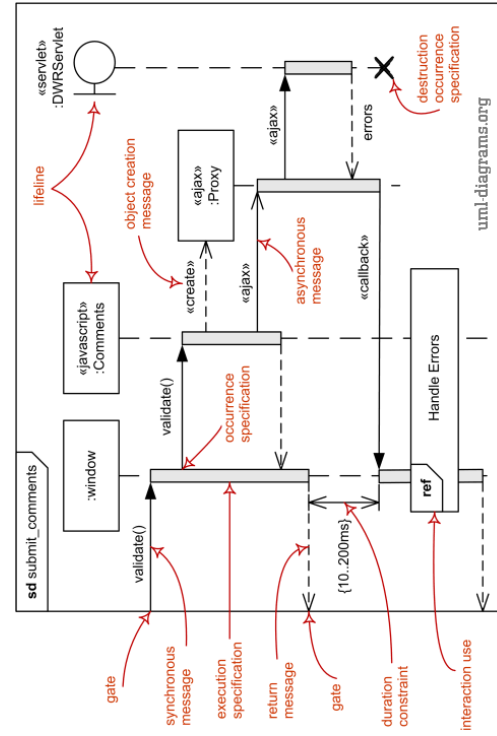 sd submit_comments
:window
«javascript»
:Comments
lifeline
«servlet»
:DWRServlet
object creation
message
«ajax»
:Proxy
gate
validate()
validate()
«create»
synchronous
message
occurrence
specification
«ajax»
«ajax»
execution
specification
asynchronous
message
return
message
errors
destruction
occurrence
specification
gate
{10..200ms}
«callback»
duration
constraint
ref
Handle Errors
interaction use
uml-diagrams.org